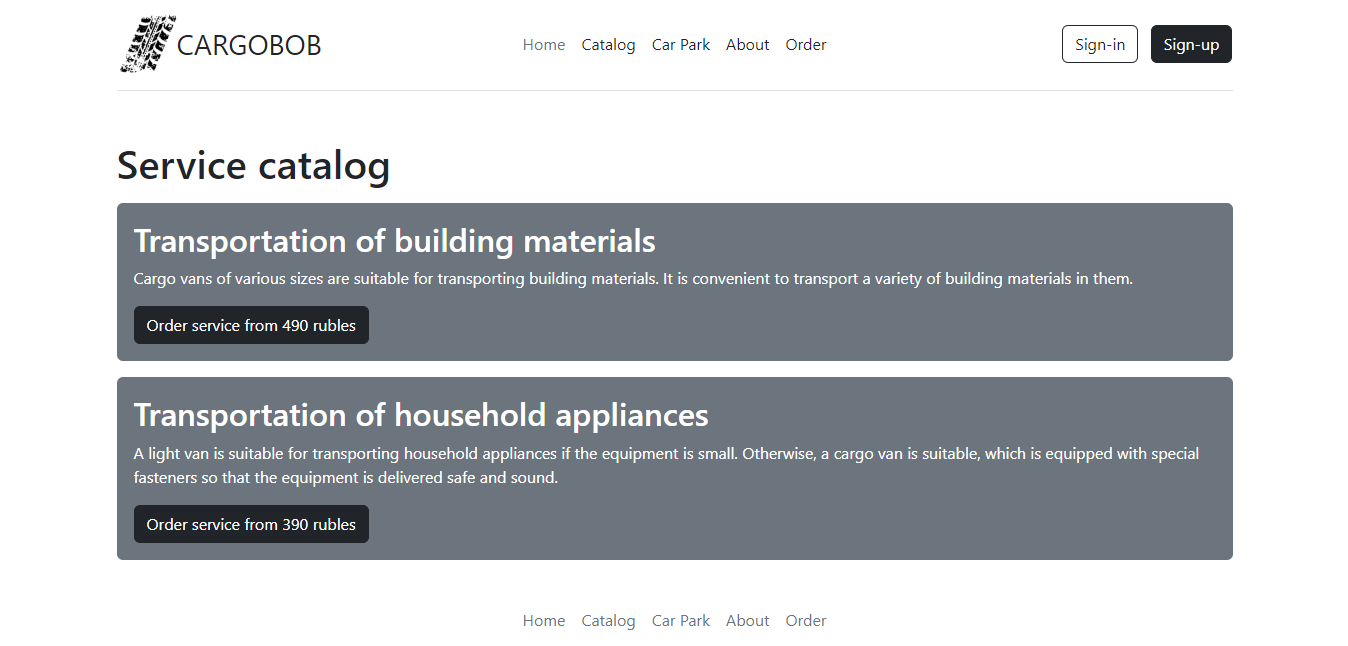 CARGOBOB
Home Catalog Car Park About Order
Sign-in Sign-up
Service catalog
Transportation of building materials
Cargo vans of various sizes are suitable for transporting building materials. It is convenient to transport a variety of building materials in them.
Order service from 490 rubles
Transportation of household appliances
A light van is suitable for transporting household appliances if the equipment is small. Otherwise, a cargo van is suitable, which is equipped with special
fasteners so that the equipment is delivered safe and sound.
Order service from 390 rubles
Home Catalog Car Park About Order